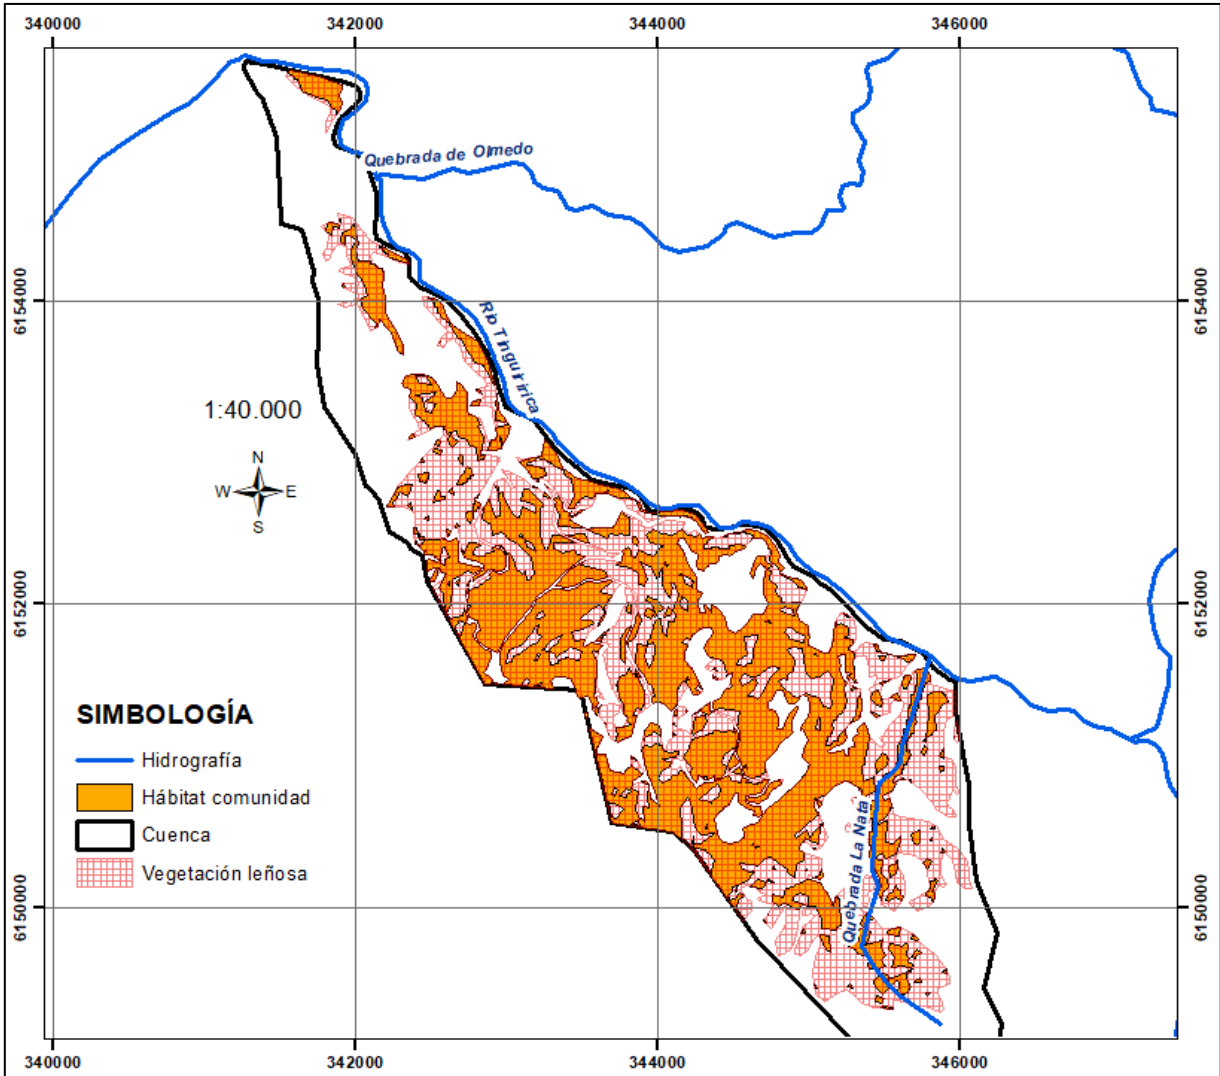 340000
342000
344000
346000
Quebrada de Olmedo
6154000
6154000
Río Tinguiririca
1:40.000
N
W
E
S
6152000
6152000
SIMBOLOGÍA
Hidrografía
Hábitat comunidad
Cuenca
Vegetación leñosa
Quebrada La Nata
6150000
6150000
340000
342000
344000
346000